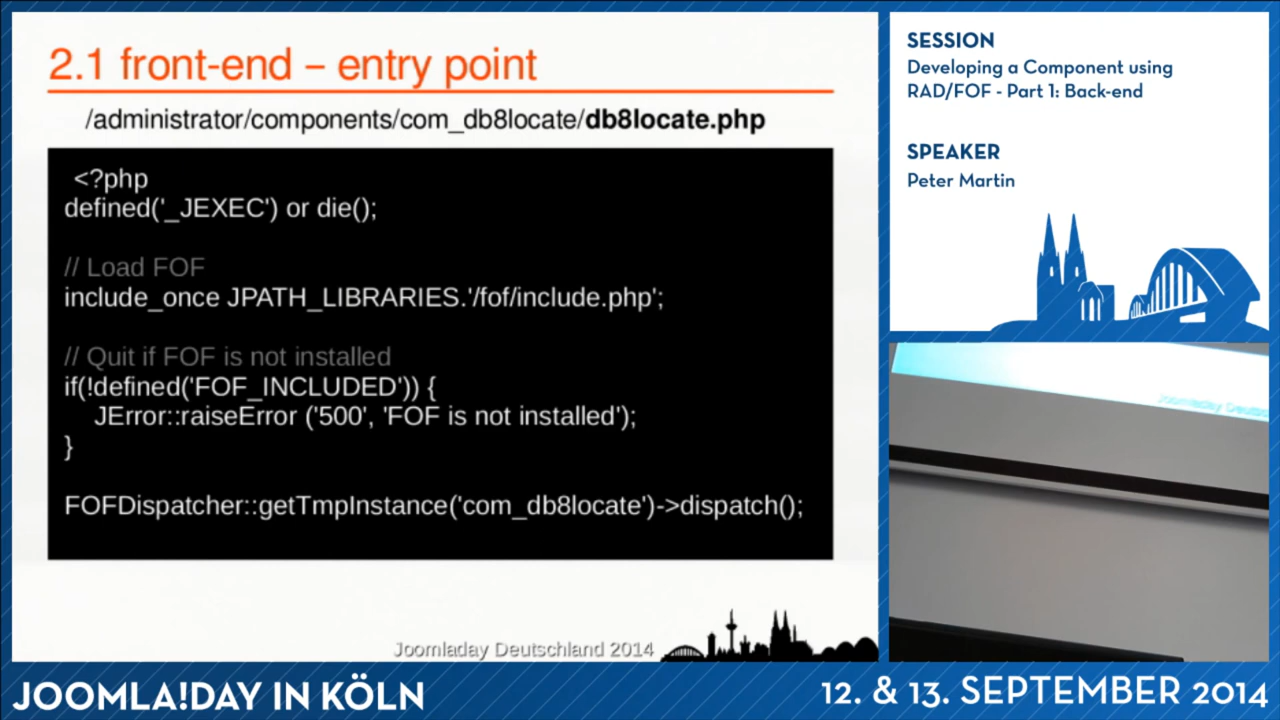 2.1 front-end – entry point
/administrator/components/com_db8locate/db8locate.php
<?php
defined('_JEXEC') or die();
// Load FOF
include_once JPATH_LIBRARIES.'/fof/include.php';
// Quit if FOF is not installed
if(!defined('FOF_INCLUDED')) {
JError::raiseError ('500', 'FOF is not installed');
}
FOFDispatcher::getTmpInstance('com_db8locate')->dispatch();
Joomladay Deutschland 2014
SESSION
Developing a Component using
RAD/FOF - Part 1: Back-end
SPEAKER
Peter Martin
Joomladay Deutsc
JOOMLA!DAY IN KÖLN
12. & 13. SEPTEMBER 2014